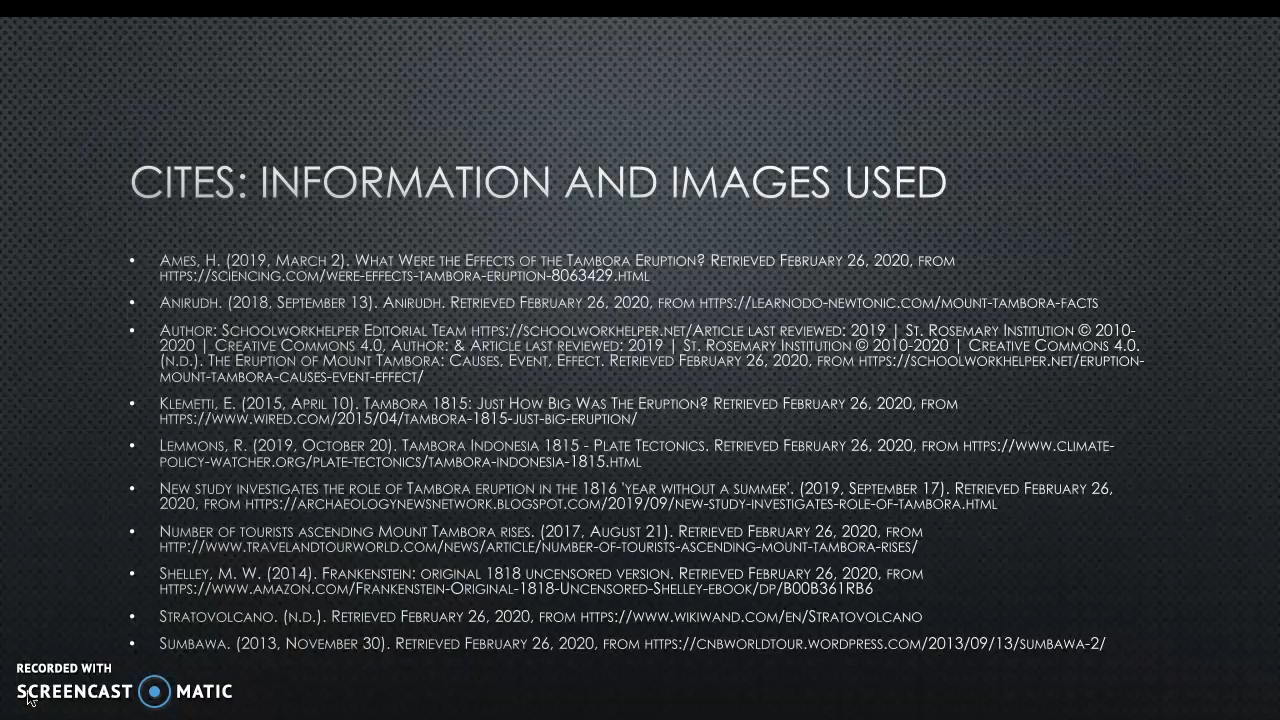 CITES: INFORMATION AND IMAGES USED
• Ames, H. (2019, March 2). What Were the Effects of the Tambora Eruption? Retrieved February 26, 2020, from
https://sciencing.com/were-effects-tambora-eruption-8063429.html
• Anirudh. (2018, September 13). Anirudh. Retrieved February 26, 2020, from https://learnodo-newtonic.com/mount-tambora-facts
• Author: Schoolworkhelper Editorial Team https://schoolworkhelper.net/Article last reviewed: 2019 | St. Rosemary Institution © 2010-
2020 | Creative Commons 4.0, Author: & Article last reviewed: 2019 | St. Rosemary Institution © 2010-2020 | Creative Commons 4.0.
(n.d.). The Eruption of Mount Tambora: Causes, Event, Effect. Retrieved February 26, 2020, from https://schoolworkhelper.net/eruption-
mount-tambora-causes-event-effect/
• Klemetti, E. (2015, April 10). Tambora 1815: Just How Big Was The Eruption? Retrieved February 26, 2020, from
https://www.wired.com/2015/04/tambora-1815-just-big-eruption/
• Lemmons, R. (2019, October 20). Tambora Indonesia 1815 - Plate Tectonics. Retrieved February 26, 2020, from https://www.climate-
policy-watcher.org/plate-tectonics/tambora-indonesia-1815.html
• New study investigates the role of Tambora eruption in the 1816 'year without a summer'. (2019, September 17). Retrieved February 26,
2020, from https://archaeologynewsnetwork.blogspot.com/2019/09/new-study-investigates-role-of-tambora.html
• Number of tourists ascending Mount Tambora rises. (2017, August 21). Retrieved February 26, 2020, from
http://www.travelandtourworld.com/news/article/number-of-tourists-ascending-mount-tambora-rises/
• Shelley, M. W. (2014). Frankenstein: original 1818 uncensored version. Retrieved February 26, 2020, from
https://www.amazon.com/Frankenstein-Original-1818-Uncensored-Shelley-ebook/dp/B00B361RB6
• Stratovolcano. (n.d.). Retrieved February 26, 2020, from https://www.wikiwand.com/en/Stratovolcano
• Sumbawa. (2013, November 30). Retrieved February 26, 2020, from https://cnbworldtour.wordpress.com/2013/09/13/sumbawa-2/
RECORDED WITH
SCREENCAST MATIC